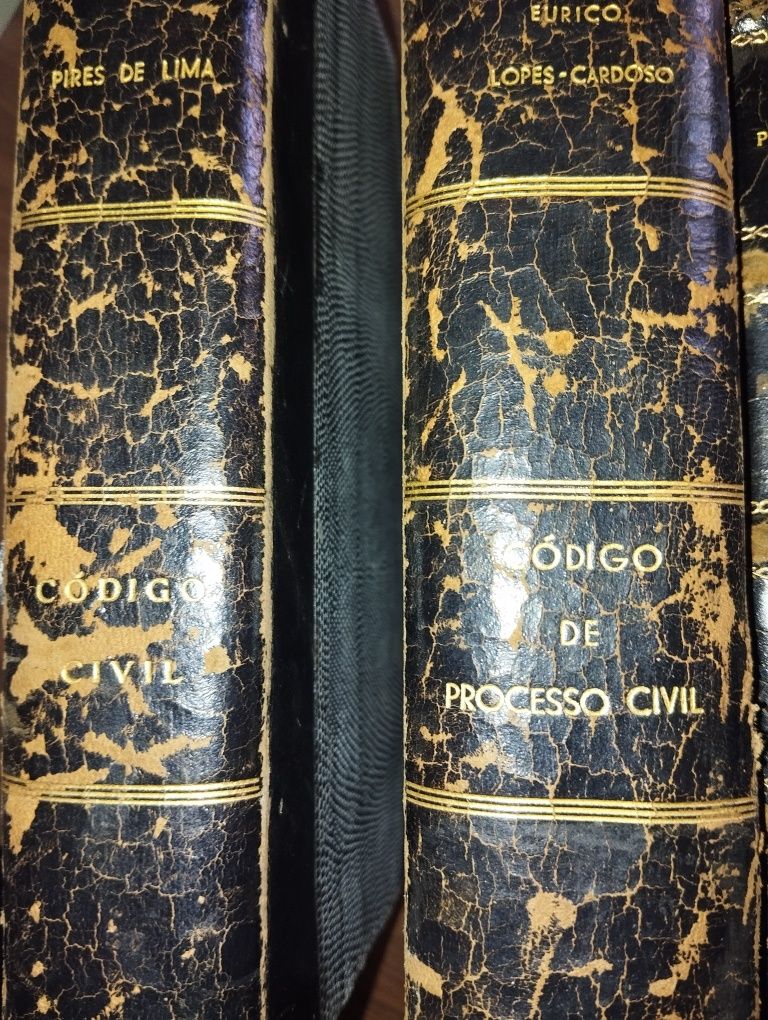 PIRES DE LIMA
CÓDIGO
CIVIL
EURICO
LOPES-CARDOSO
CÓDIGO
DE
PROCESSO CIVIL
P